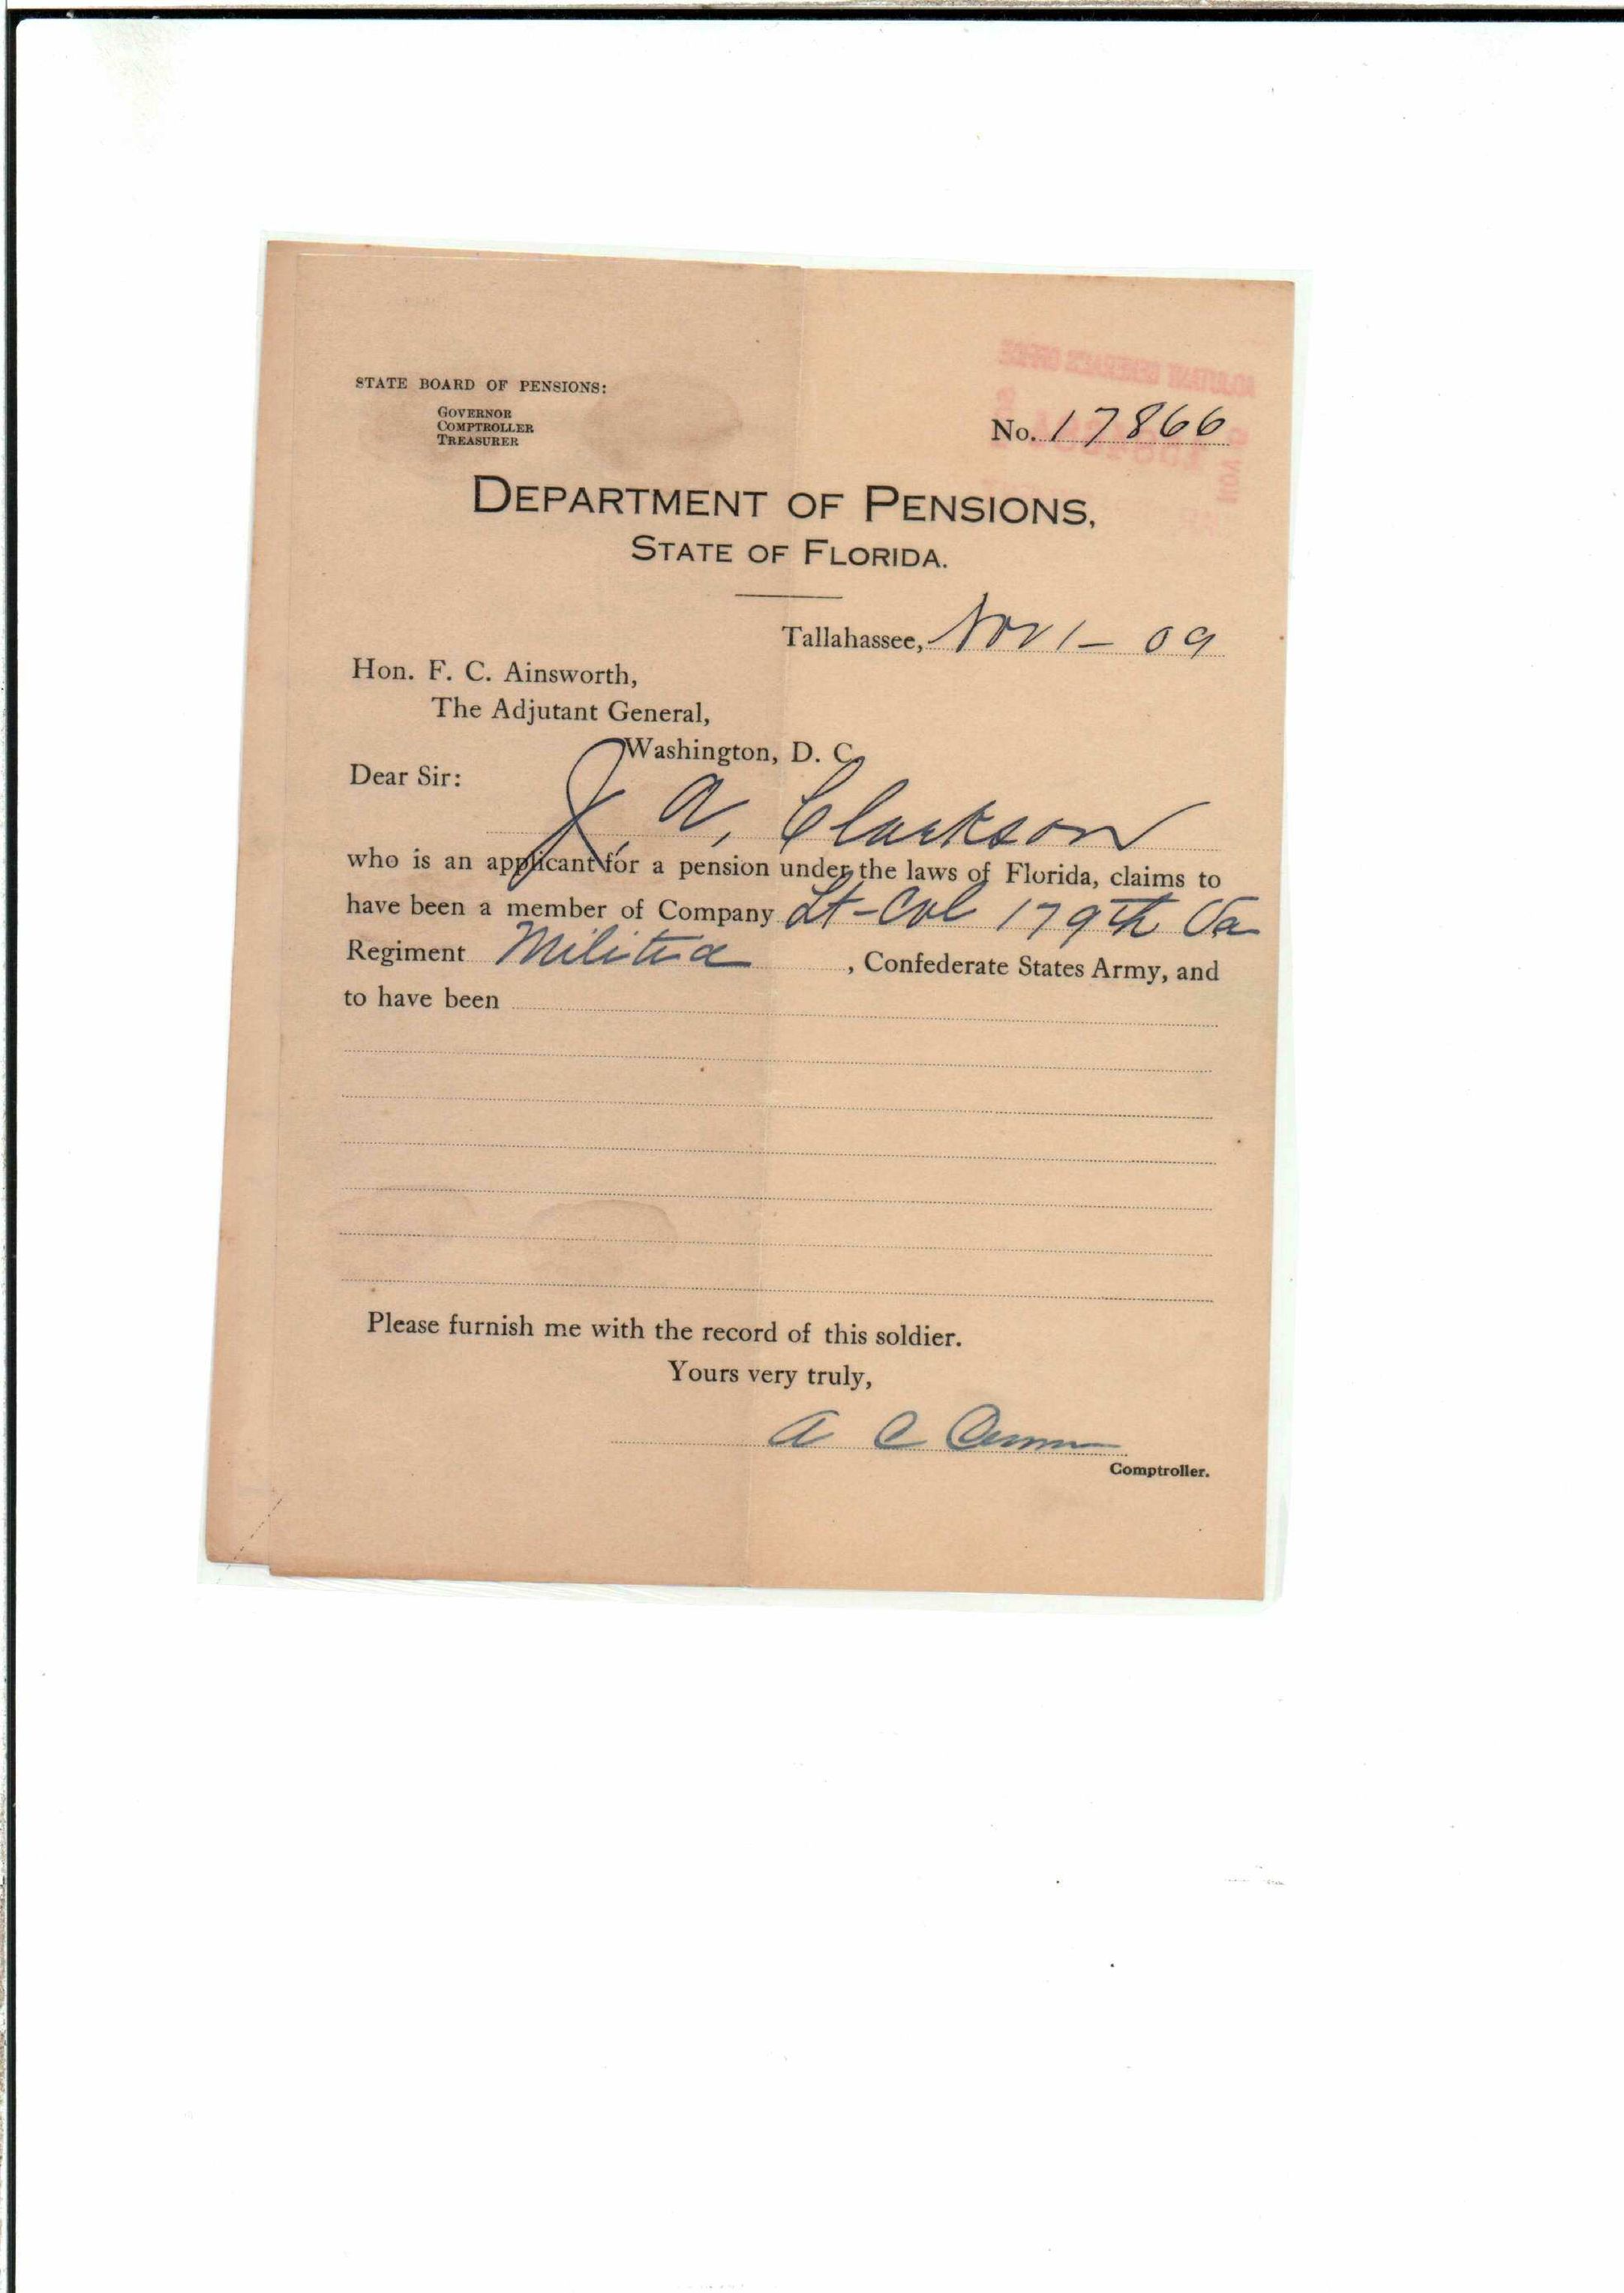 STATE BOARD OF PENSIONS:
GOVERNOR
COMPTROLLER
TREASURER
No. 17866
DEPARTMENT OF PENSIONS,
STATE OF FLORIDA.
Tallahassee, Nov 1 - 09
Hon. F. C. Ainsworth,
The Adjutant General,
Washington, D. C.
Dear Sir:
J. A. Clarkson
who is an applicant for a pension under the laws of Florida, claims to
have been a member of Company Lt-Col 179th Va
Regiment Militia, Confederate States Army, and
to have been
Please furnish me with the record of this soldier.
Yours very truly,
A C Croom
Comptroller.